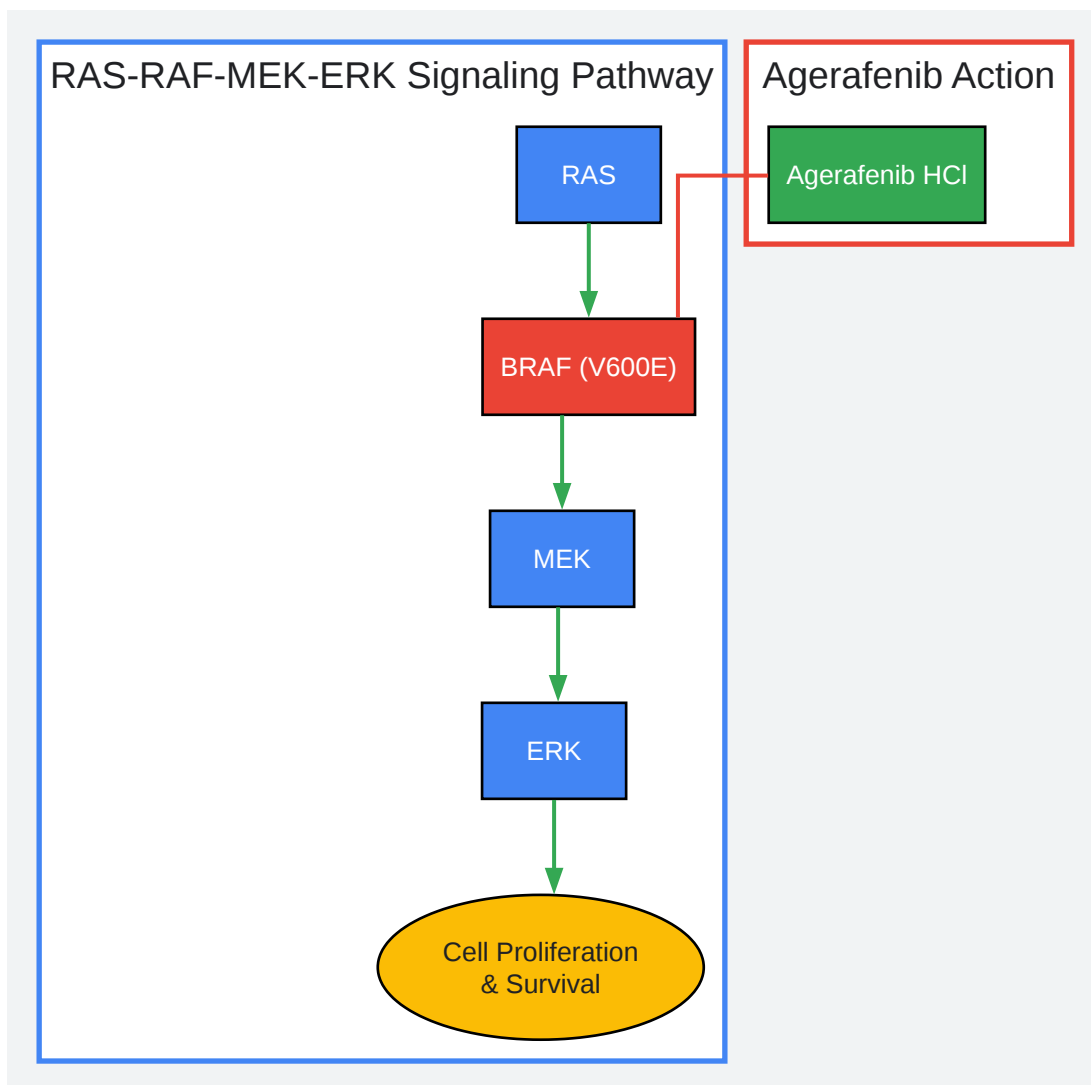 RAS-RAF-MEK-ERK Signaling Pathway
Agerafenib Action
RAS
Agerafenib HCl
BRAF (V600E)
MEK
ERK
Cell Proliferation
& Survival